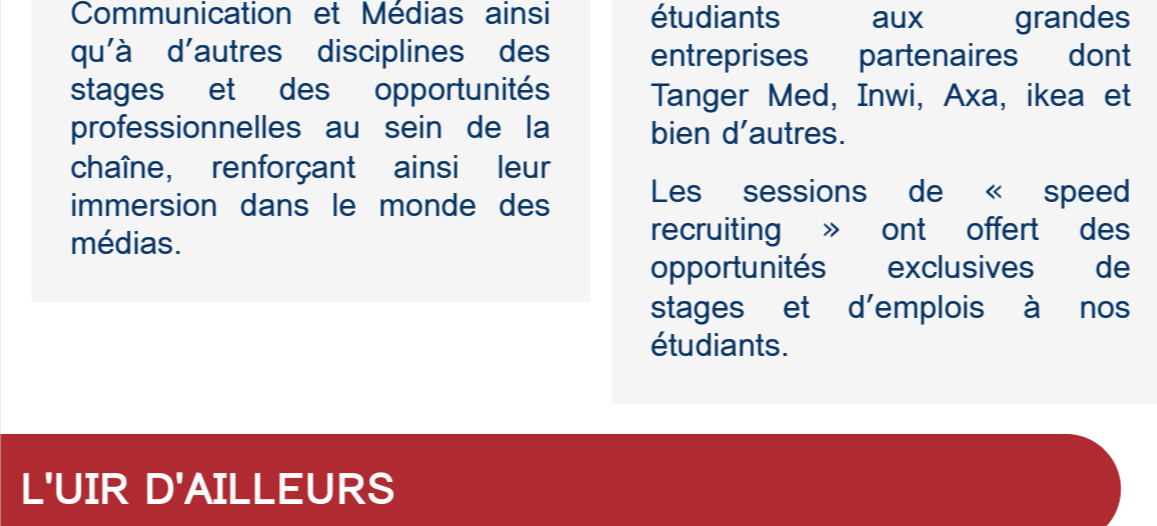 Communication et Médias ainsi
qu’à d’autres disciplines des
stages et des opportunités
professionnelles au sein de la
chaîne, renforçant ainsi leur
immersion dans le monde des
médias.
étudiants aux grandes
entreprises partenaires dont
Tanger Med, Inwi, Axa, ikea et
bien d’autres.
Les sessions de « speed
recruiting » ont offert des
opportunités exclusives de
stages et d’emplois à nos
étudiants.
L'UIR D'AILLEURS